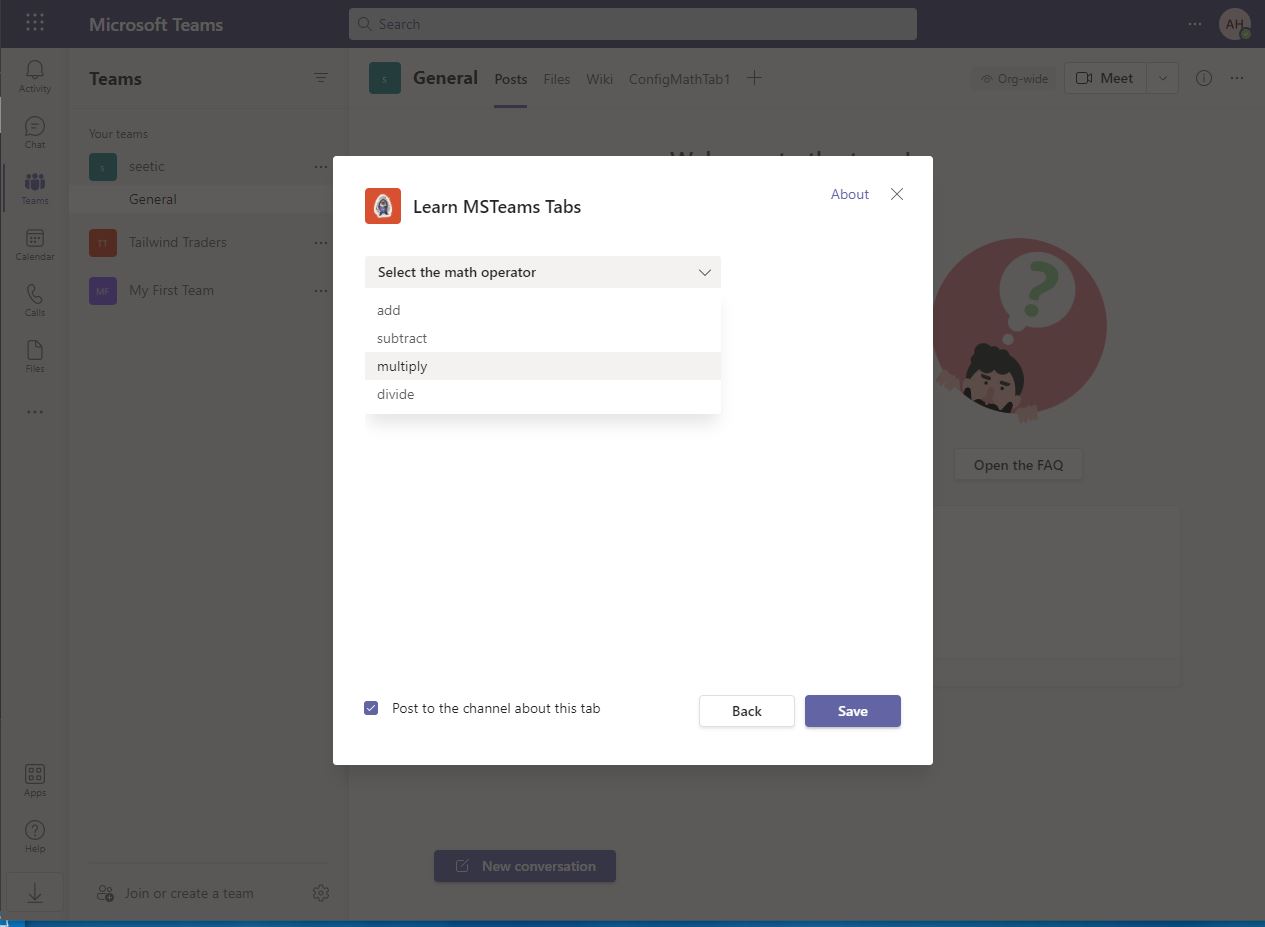 Microsoft Teams
Search
AH
Activity
Chat
Teams
Calendar
Calls
Files
Apps
Help
Teams
Your teams
s seetic
General
TT Tailwind Traders
MF My First Team
Join or create a team
s General Posts Files Wiki ConfigMathTab1
Org-wide Meet
Learn MSTeams Tabs
About
Select the math operator
add
subtract
multiply
divide
Post to the channel about this tab
Back
Save
?
Open the FAQ
New conversation